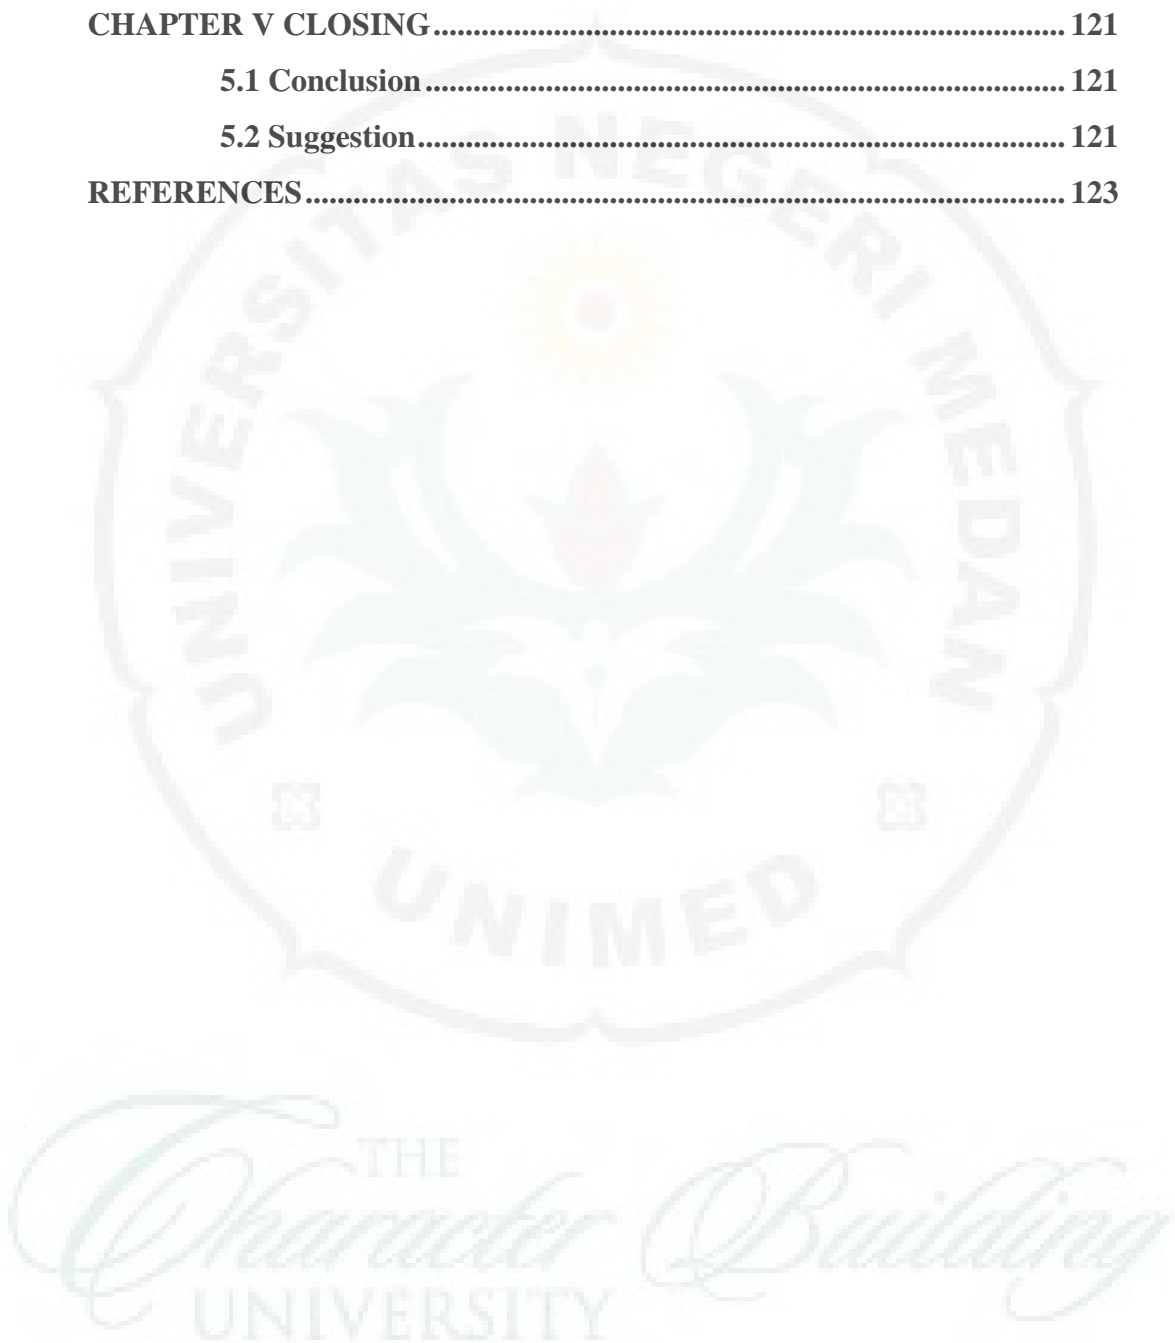 CHAPTER V CLOSING.................................................................................. 121
5.1 Conclusion.................................................................................. 121
5.2 Suggestion................................................................................... 121
REFERENCES.................................................................................................. 123
UNIVERSITAS NEGERI MEDAN
UNIMED
THE
Character Building
UNIVERSITY